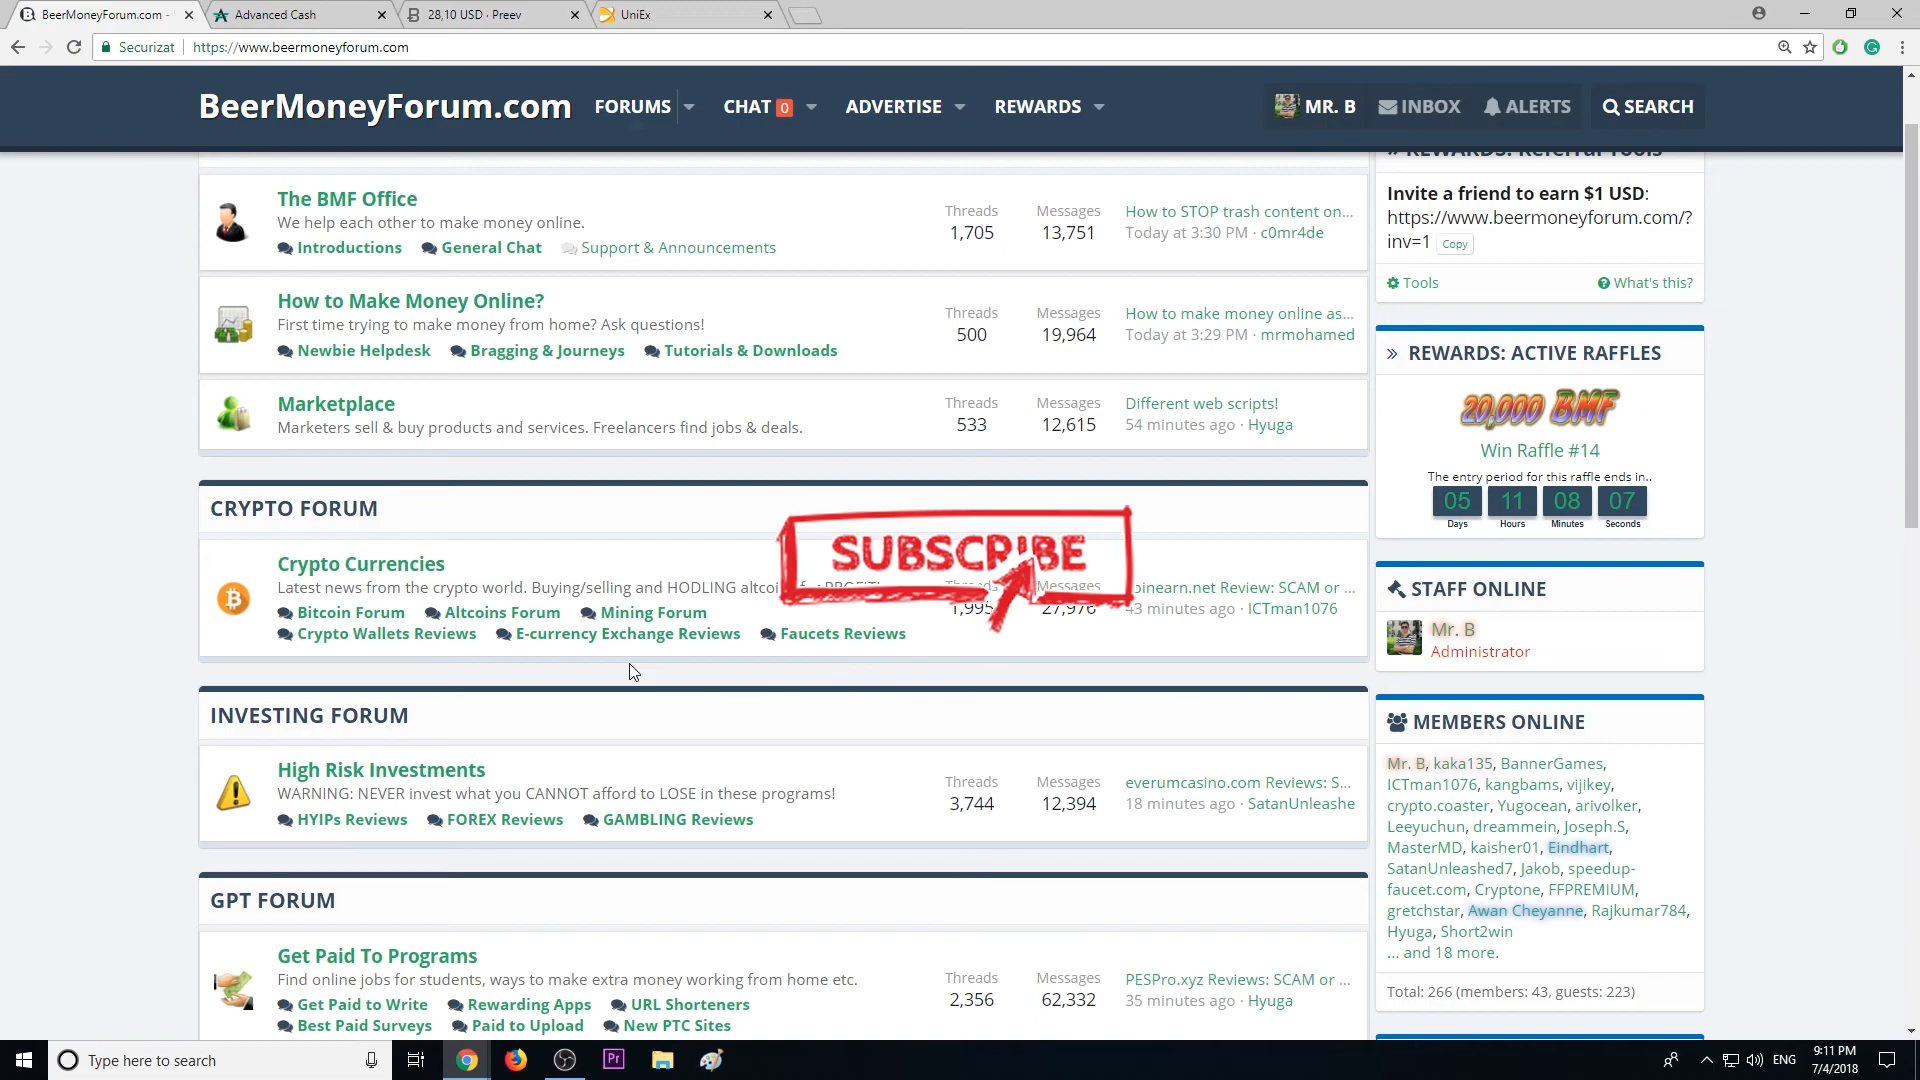 BeerMoneyForum.com -
Advanced Cash
28,10 USD · Preev
UniEx
Securizat
https://www.beermoneyforum.com
BeerMoneyForum.com
FORUMS
CHAT 0
ADVERTISE
REWARDS
MR. B
INBOX
ALERTS
SEARCH
The BMF Office
We help each other to make money online.
Introductions General Chat Support & Announcements
Threads
1,705
Messages
13,751
How to STOP trash content on...
Today at 3:30 PM · c0mr4de
How to Make Money Online?
First time trying to make money from home? Ask questions!
Newbie Helpdesk Bragging & Journeys Tutorials & Downloads
Threads
500
Messages
19,964
How to make money online as...
Today at 3:29 PM · mrmohamed
Marketplace
Marketers sell & buy products and services. Freelancers find jobs & deals.
Threads
533
Messages
12,615
Different web scripts!
54 minutes ago · Hyuga
CRYPTO FORUM
SUBSCRIBE
Crypto Currencies
Latest news from the crypto world. Buying/selling and HODLING
Bitcoin Forum Altcoins Forum Mining Forum
Crypto Wallets Reviews E-currency Exchange Reviews Faucets Reviews
Threads
1,995
Messages
27,976
oinearn.net Review: SCAM or ...
43 minutes ago · ICTman1076
INVESTING FORUM
High Risk Investments
WARNING: NEVER invest what you CANNOT afford to LOSE in these programs!
HYIPs Reviews FOREX Reviews GAMBLING Reviews
Threads
3,744
Messages
12,394
everumcasino.com Reviews: S...
18 minutes ago · SatanUnleashe
GPT FORUM
Get Paid To Programs
Find online jobs for students, ways to make extra money working from home etc.
Get Paid to Write Rewarding Apps URL Shorteners
Best Paid Surveys Paid to Upload New PTC Sites
Threads
2,356
Messages
62,332
PESPro.xyz Reviews: SCAM or ...
35 minutes ago · Hyuga
» REWARDS: Referral Tools
Invite a friend to earn $1 USD:
https://www.beermoneyforum.com/?
inv=1 Copy
Tools
What's this?
» REWARDS: ACTIVE RAFFLES
20,000 BMF
Win Raffle #14
The entry period for this raffle ends in..
05 11 08 07
Days Hours Minutes Seconds
STAFF ONLINE
Mr. B
Administrator
MEMBERS ONLINE
Mr. B, kaka135, BannerGames,
ICTman1076, kangbams, vijikey,
crypto.coaster, Yugocean, arivolker,
Leeyuchun, dreammein, Joseph.S,
MasterMD, kaisher01, Eindhart,
SatanUnleashed7, Jakob, speedup-
faucet.com, Cryptone, FFPREMIUM,
gretchstar, Awan Cheyanne, Rajkumar784,
Hyuga, Short2win
... and 18 more.
Total: 266 (members: 43, guests: 223)
Type here to search
Pr
ENG
9:11 PM
7/4/2018